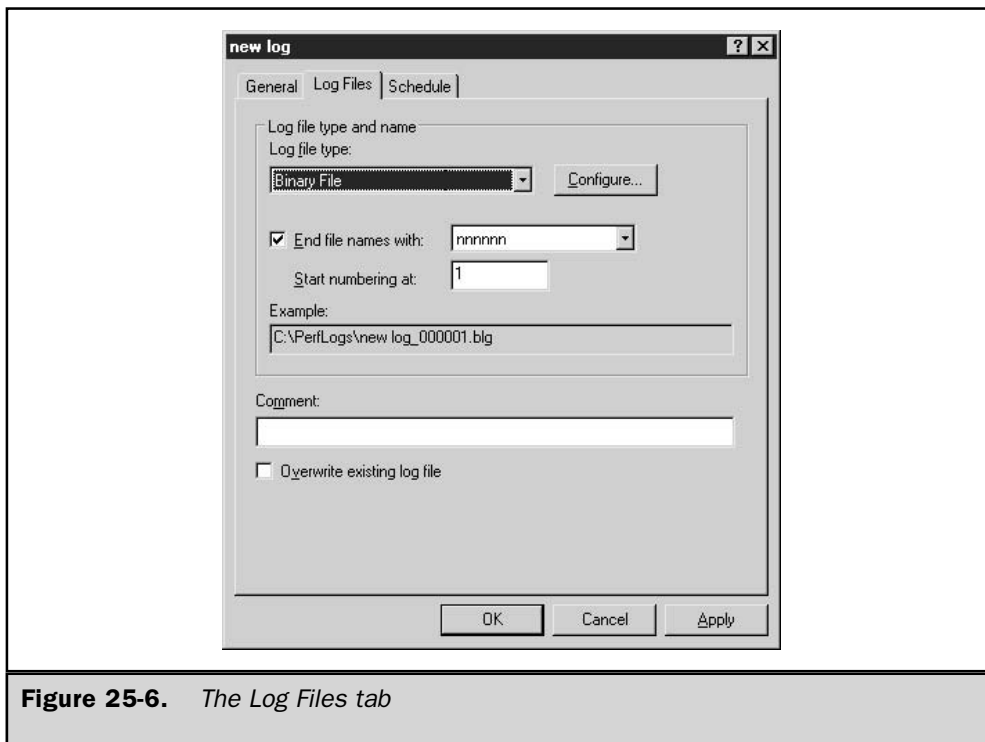 new log
General Log Files Schedule
Log file type and name
Log file type:
Binary File Configure...
End file names with: nnnnnn
Start numbering at: 1
Example:
C:\PerfLogs\new log_000001.blg
Comment:
Overwrite existing log file
OK Cancel Apply
Figure 25-6. The Log Files tab